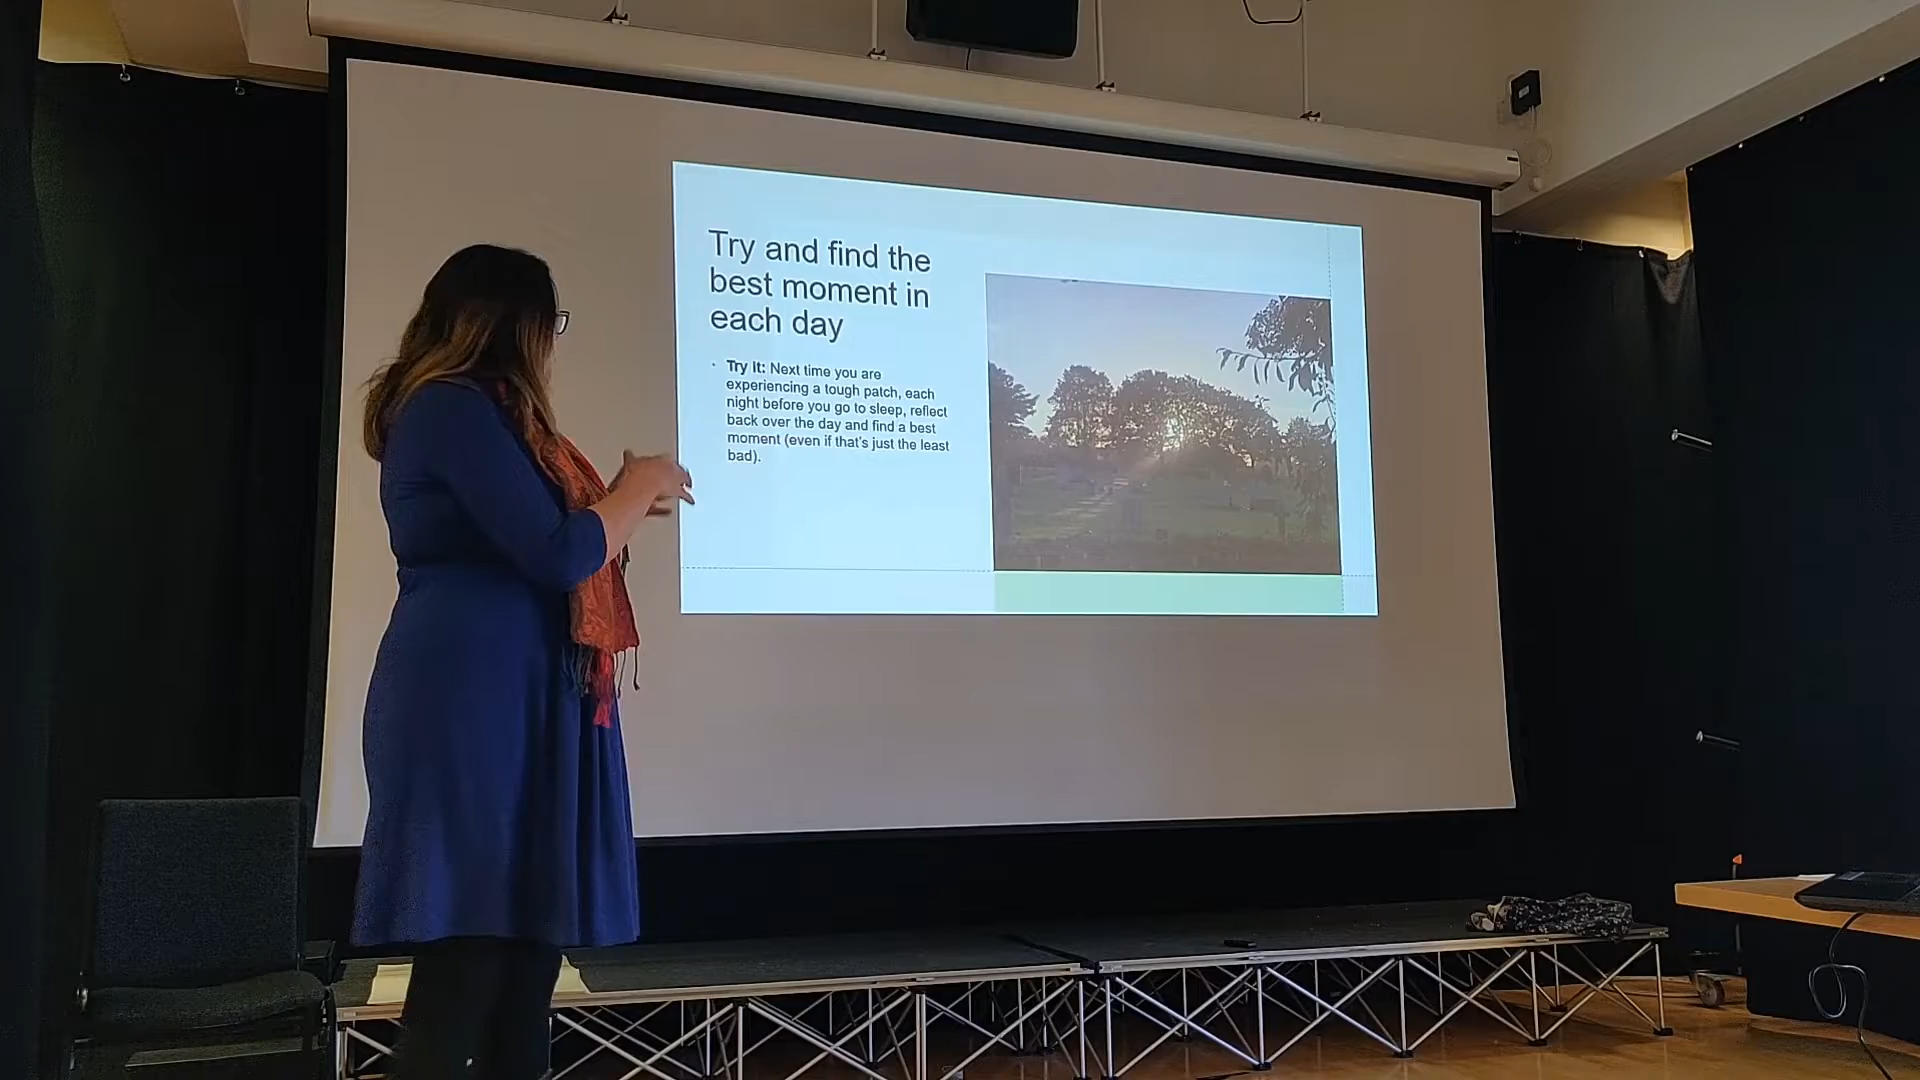 Try and find the
best moment in
each day
• Try It: Next time you are
experiencing a tough patch, each
night before you go to sleep, reflect
back over the day and find a best
moment (even if that's just the least
bad).